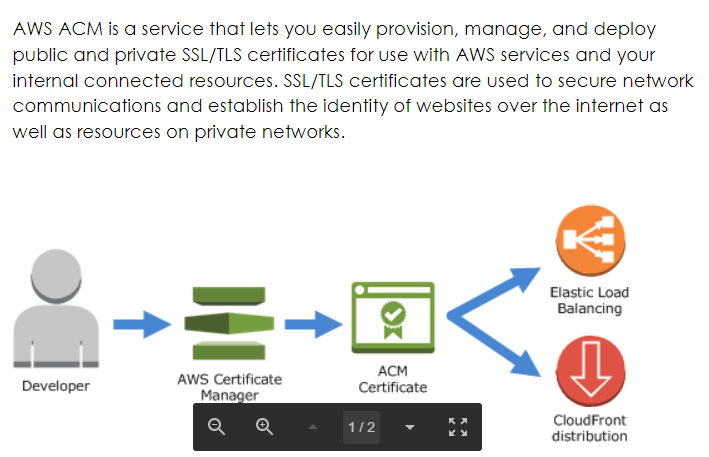 AWS ACM is a service that lets you easily provision, manage, and deploy
public and private SSL/TLS certificates for use with AWS services and your
internal connected resources. SSL/TLS certificates are used to secure network
communications and establish the identity of websites over the internet as
well as resources on private networks.
Elastic Load
Balancing
Developer
AWS Certificate
Manager
ACM
Certificate
CloudFront
distribution
1 / 2